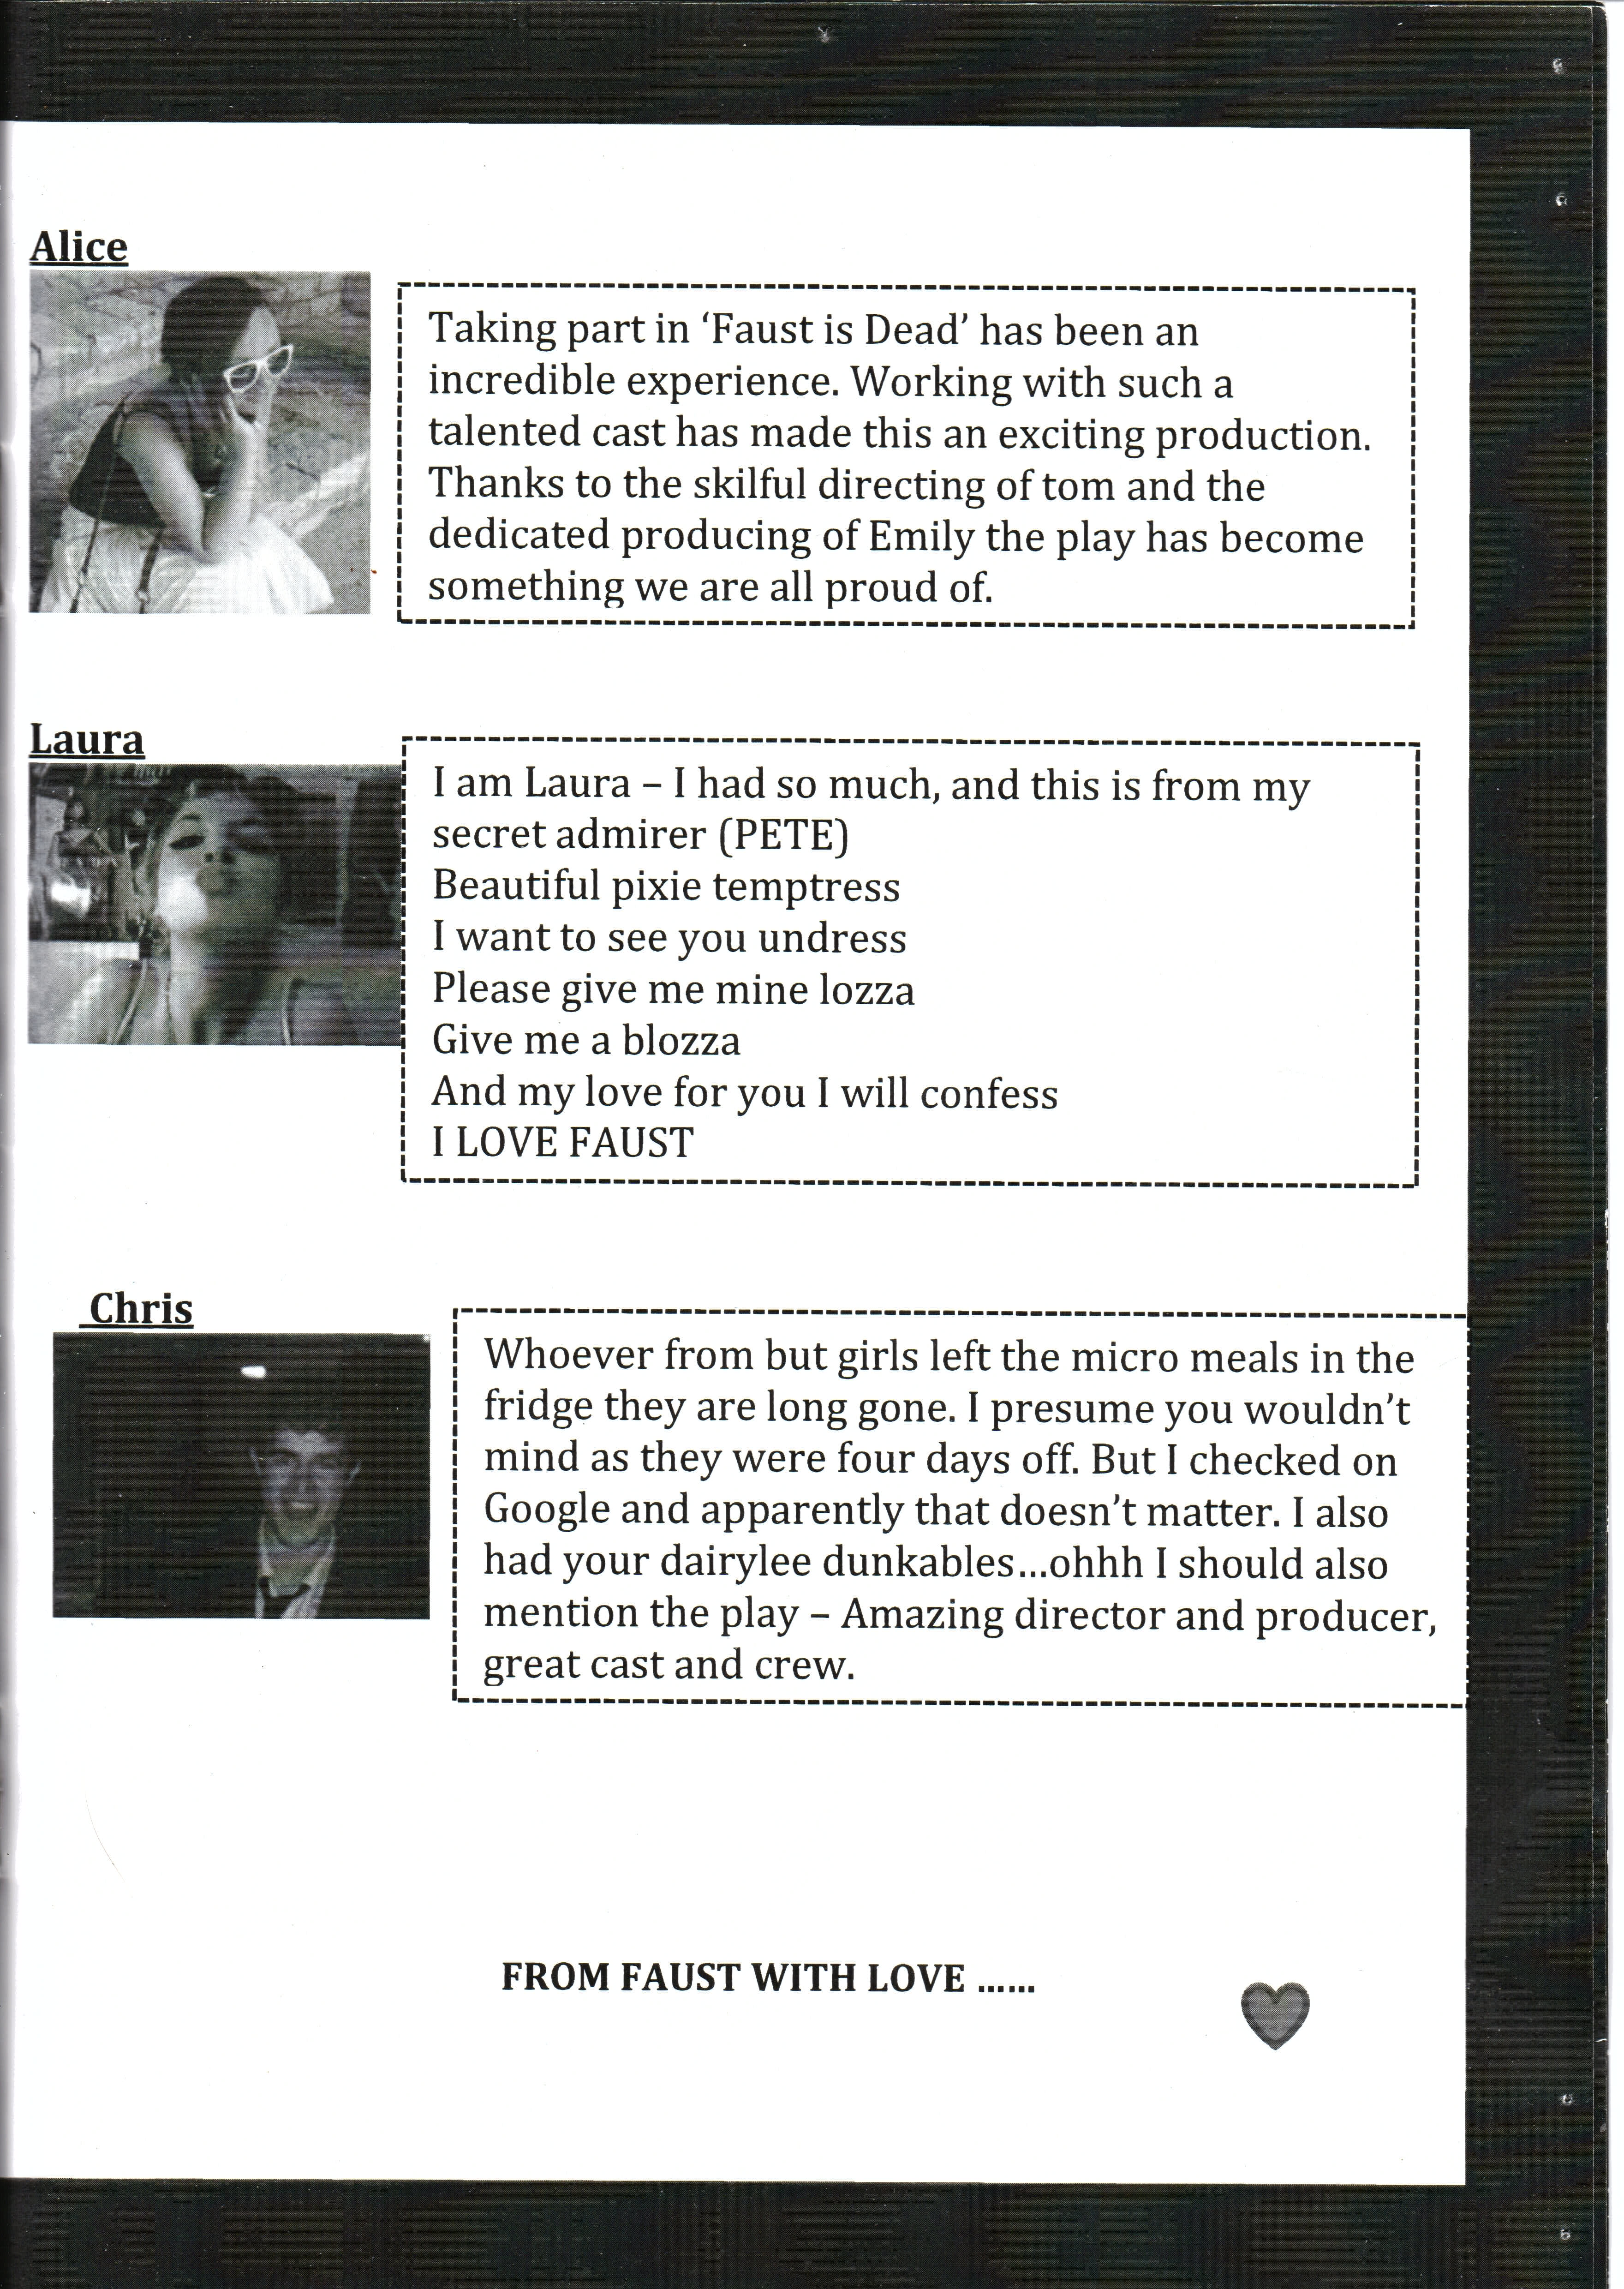 Alice
Taking part in ‘Faust is Dead’ has been an
incredible experience. Working with such a
talented cast has made this an exciting production.
Thanks to the skilful directing of tom and the
dedicated producing of Emily the play has become
something we are all proud of.
Laura
I am Laura – I had so much, and this is from my
secret admirer (PETE)
Beautiful pixie temptress
I want to see you undress
Please give me mine lozza
Give me a blozza
And my love for you I will confess
I LOVE FAUST
Chris
Whoever from but girls left the micro meals in the
fridge they are long gone. I presume you wouldn’t
mind as they were four days off. But I checked on
Google and apparently that doesn’t matter. I also
had your dairylee dunkables...ohhh I should also
mention the play – Amazing director and producer,
great cast and crew.
FROM FAUST WITH LOVE ......